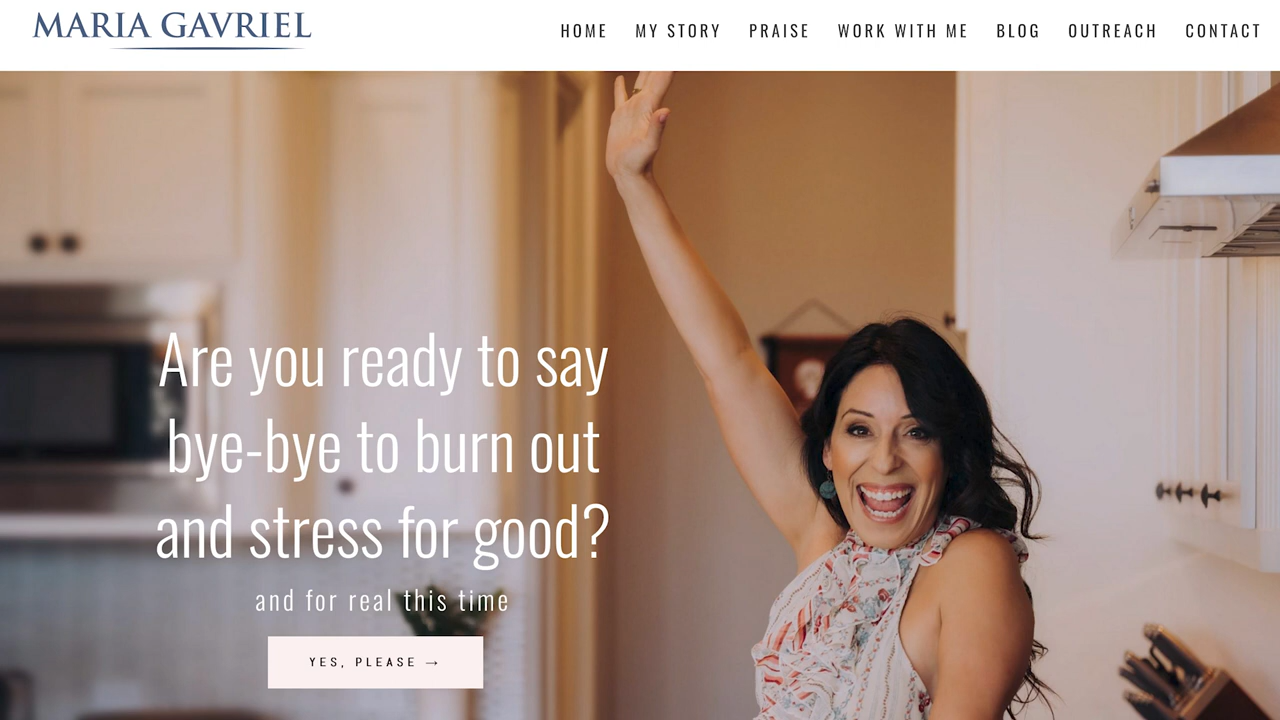 MARIA GAVRIEL
HOME MY STORY PRAISE WORK WITH ME BLOG OUTREACH CONTACT
Are you ready to say
bye-bye to burn out
and stress for good?
and for real this time
YES, PLEASE →